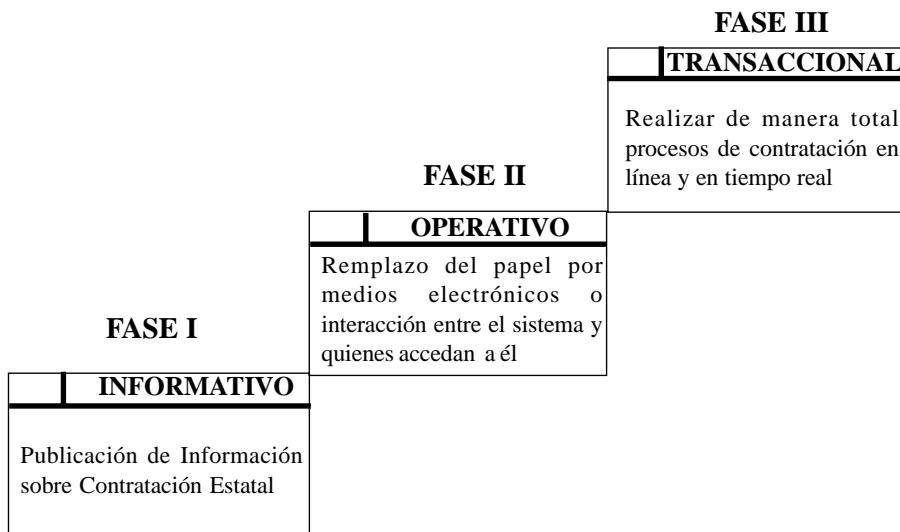 FASE III
TRANSACCIONAL
Realizar de manera total
procesos de contratación en
línea y en tiempo real
FASE II
OPERATIVO
Remplazo del papel por
medios electrónicos o
interacción entre el sistema y
quienes accedan a él
FASE I
INFORMATIVO
Publicación de Información
sobre Contratación Estatal